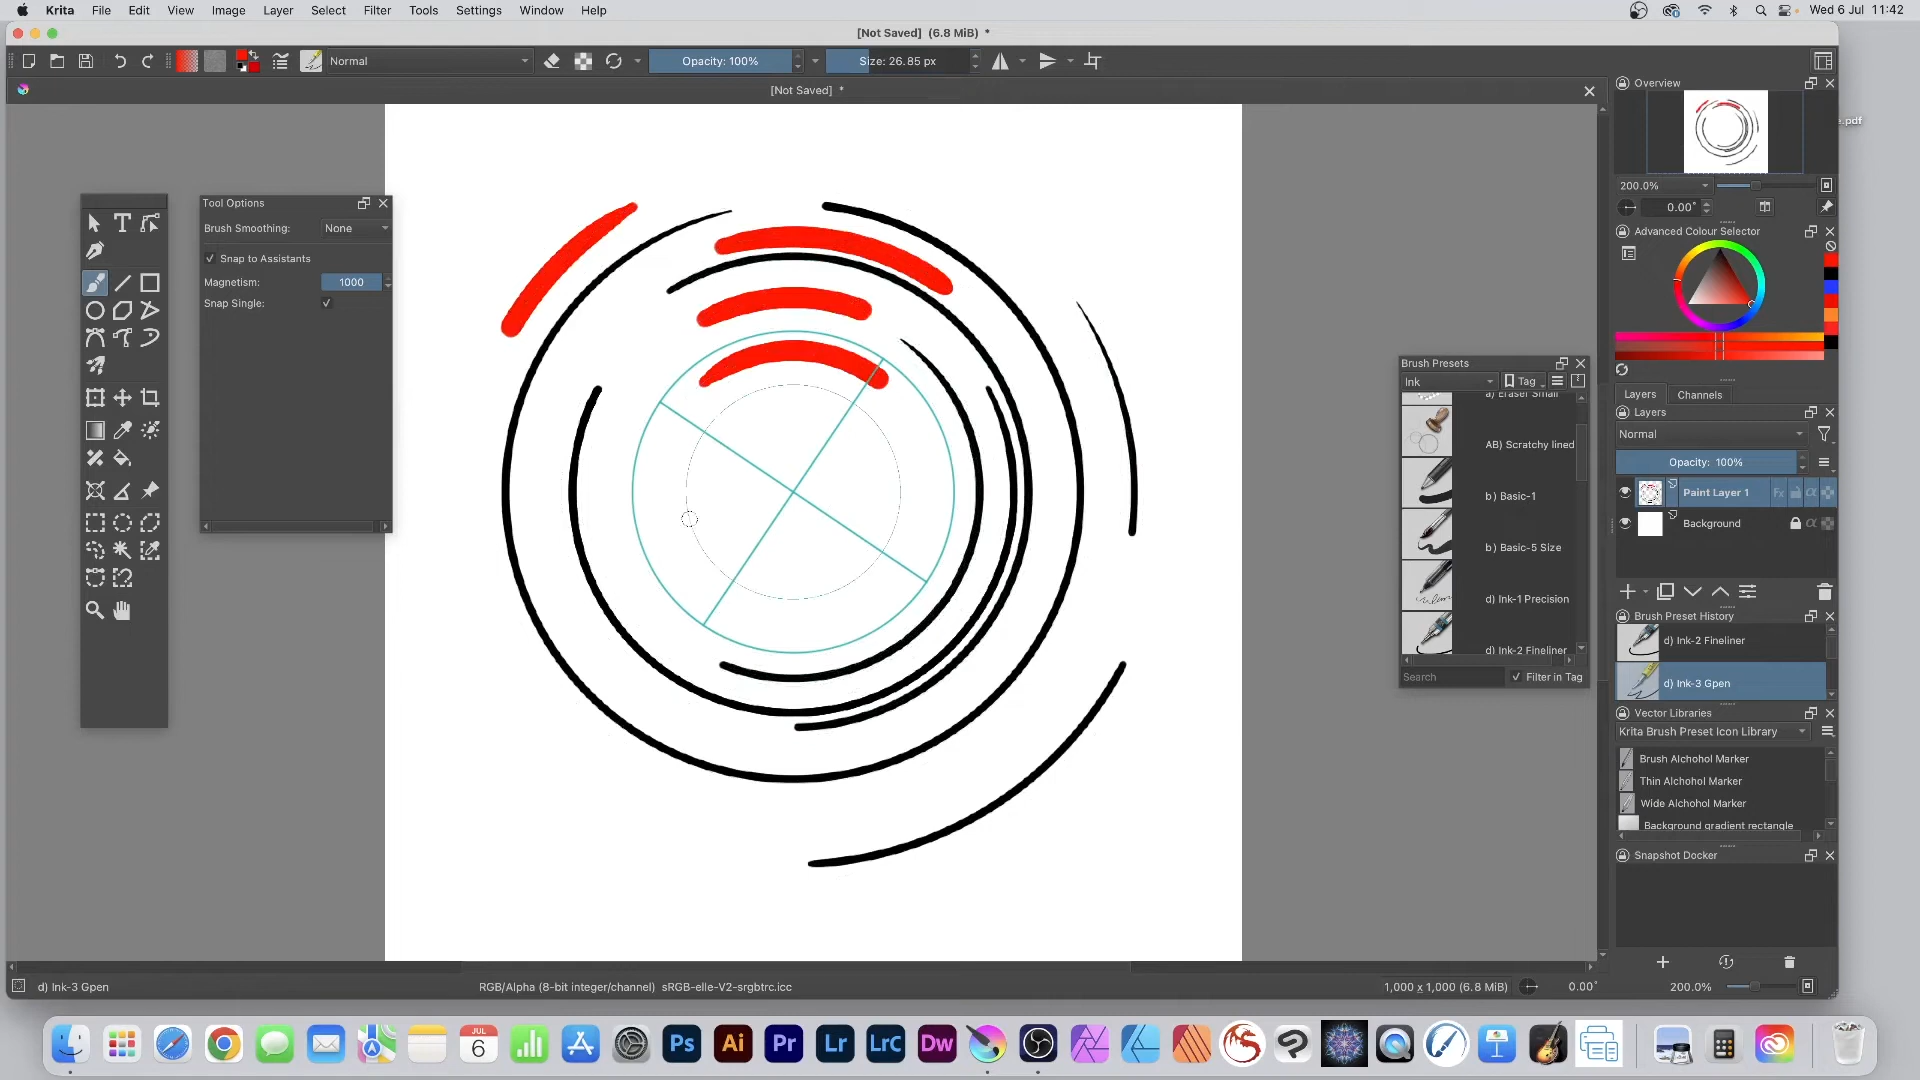 Krita File Edit View Image Layer Select Filter Tools Settings Window Help
Wed 6 Jul 11:42
[Not Saved] (6.8 MiB) *
Normal
Opacity: 100%
Size: 26.85 px
[Not Saved] *
Overview
e.pdf
200.0%
0.00°
Advanced Colour Selector
Tool Options
Brush Smoothing: None
Snap to Assistants
Magnetism: 1000
Snap Single:
Brush Presets
Ink
Tag
a) Eraser Small
AB) Scratchy lined
b) Basic-1
b) Basic-5 Size
d) Ink-1 Precision
d) Ink-2 Fineliner
Search
Filter in Tag
Layers Channels
Layers
Normal
Opacity: 100%
Paint Layer 1
Fx
Background
Brush Preset History
d) Ink-2 Fineliner
d) Ink-3 Gpen
Vector Libraries
Krita Brush Preset Icon Library
Brush Alchohol Marker
Thin Alchohol Marker
Wide Alchohol Marker
Background gradient rectangle
Snapshot Docker
d) Ink-3 Gpen
RGB/Alpha (8-bit integer/channel) sRGB-elle-V2-srgbtrc.icc
1,000 x 1,000 (6.8 MiB)
0.00°
200.0%
JUL
6
Ps
Ai
Pr
Lr
LrC
Dw